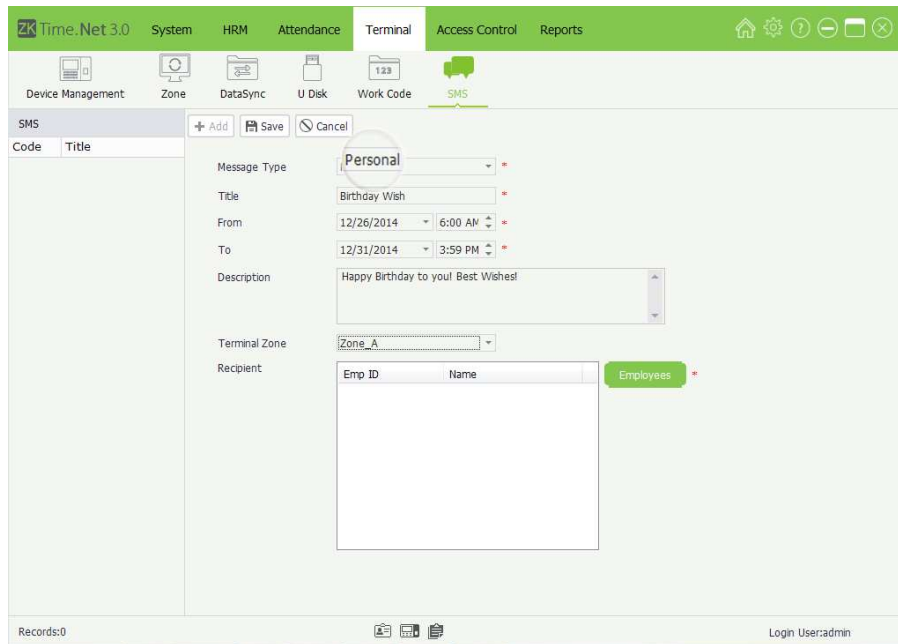 ZK Time.Net 3.0 System HRM Attendance Terminal Access Control Reports
123
Device Management Zone DataSync U Disk Work Code SMS
SMS + Add Save Cancel
Code Title
Message Type Personal *
Title Birthday Wish *
From 12/26/2014 6:00 AM *
To 12/31/2014 3:59 PM *
Description Happy Birthday to you! Best Wishes!
Terminal Zone Zone_A
Recipient Emp ID Name Employees *
Records:0 Login User:admin